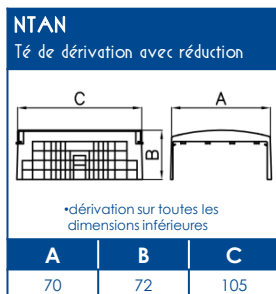 NTAN
Té de dérivation avec réduction
C
A
B
•dérivation sur toutes les
dimensions inférieures
A B C
70 72 105